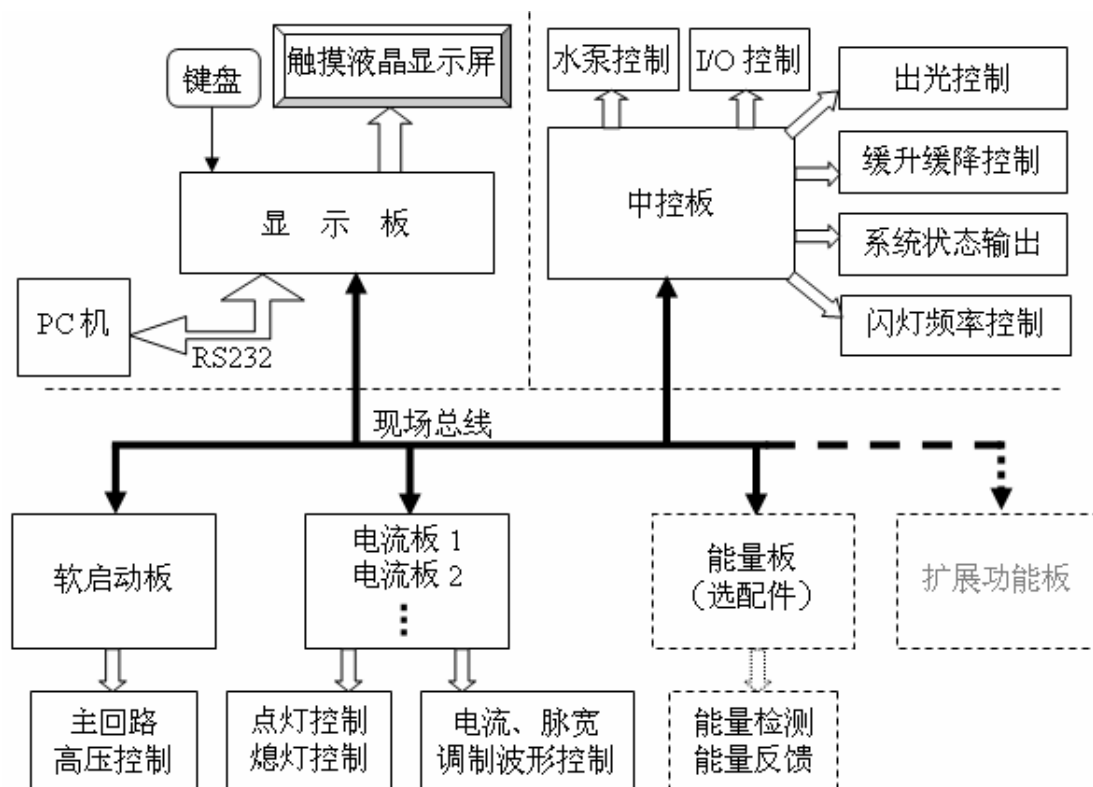 键盘
触摸液晶显示屏
水泵控制
I/O 控制
出光控制
显 示 板
中控板
缓升缓降控制
系统状态输出
闪灯频率控制
PC 机
RS232
现场总线
软启动板
电流板 1
电流板 2
能量板
（选配件）
扩展功能板
主回路
高压控制
点灯控制
熄灯控制
电流、脉宽
调制波形控制
能量检测
能量反馈